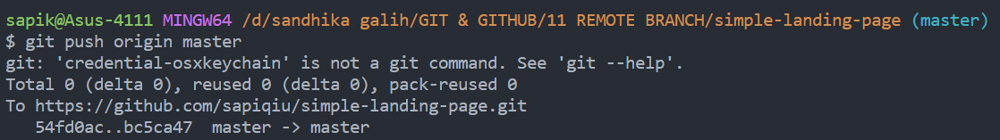 sapik@Asus-4111 MINGW64 /d/sandhika galih/GIT & GITHUB/11 REMOTE BRANCH/simple-landing-page (master)
$ git push origin master
git: 'credential-osxkeychain' is not a git command. See 'git --help'.
Total 0 (delta 0), reused 0 (delta 0), pack-reused 0
To https://github.com/sapiqiu/simple-landing-page.git
   54fd0ac..bc5ca47  master -> master